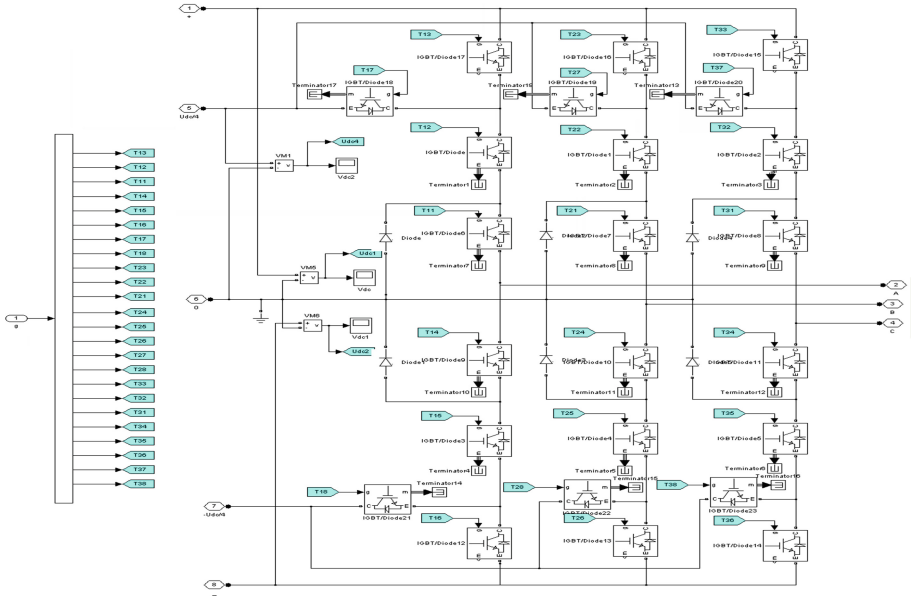 1
+
T13
T23
T33
IGBT/Diode17
IGBT/Diode16
IGBT/Diode15
T17
T27
T37
IGBT/Diode18
IGBT/Diode19
IGBT/Diode20
Terminator17
Terminator19
Terminator13
m g
m g
m g
E C
E C
E C
5
Udc/4
T12
T22
T32
IGBT/Diode
IGBT/Diode1
IGBT/Diode2
Udc4
VM1
Vdc2
Terminator1
Terminator2
Terminator3
T11
T21
T31
Diode
IGBT/Diode6
IGBT/Diode7
IGBT/Diode8
Udc1
VM5
Vdc
Terminator7
Terminator8
Terminator9
2
A
6
0
3
B
VM6
Vdc1
Udc2
4
C
T14
T24
T34
IGBT/Diode9
IGBT/Diode10
IGBT/Diode11
Terminator10
Terminator11
Terminator12
T15
T25
T35
IGBT/Diode3
IGBT/Diode4
IGBT/Diode5
Terminator4
Terminator5
Terminator6
T18
Terminator14
T28
Terminator15
T38
Terminator16
g m
g m
g m
C E
C E
C E
IGBT/Diode21
IGBT/Diode22
IGBT/Diode23
7
-Udc/4
T16
T26
T36
IGBT/Diode12
IGBT/Diode13
IGBT/Diode14
8
-
1
g
T13
T12
T11
T14
T15
T16
T17
T18
T23
T22
T21
T24
T25
T26
T27
T28
T33
T32
T31
T34
T35
T36
T37
T38